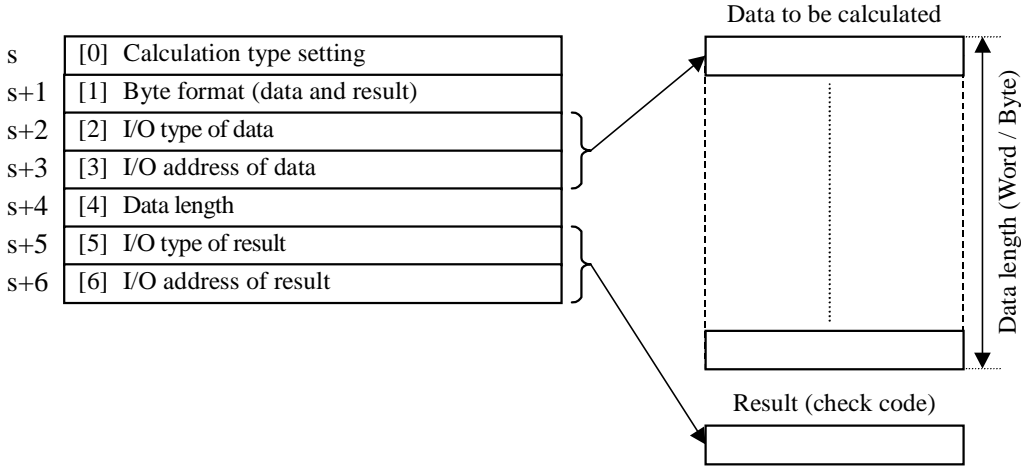 Data to be calculated
s [0] Calculation type setting
s+1 [1] Byte format (data and result)
s+2 [2] I/O type of data
s+3 [3] I/O address of data
s+4 [4] Data length
s+5 [5] I/O type of result
s+6 [6] I/O address of result
Data length (Word / Byte)
Result (check code)